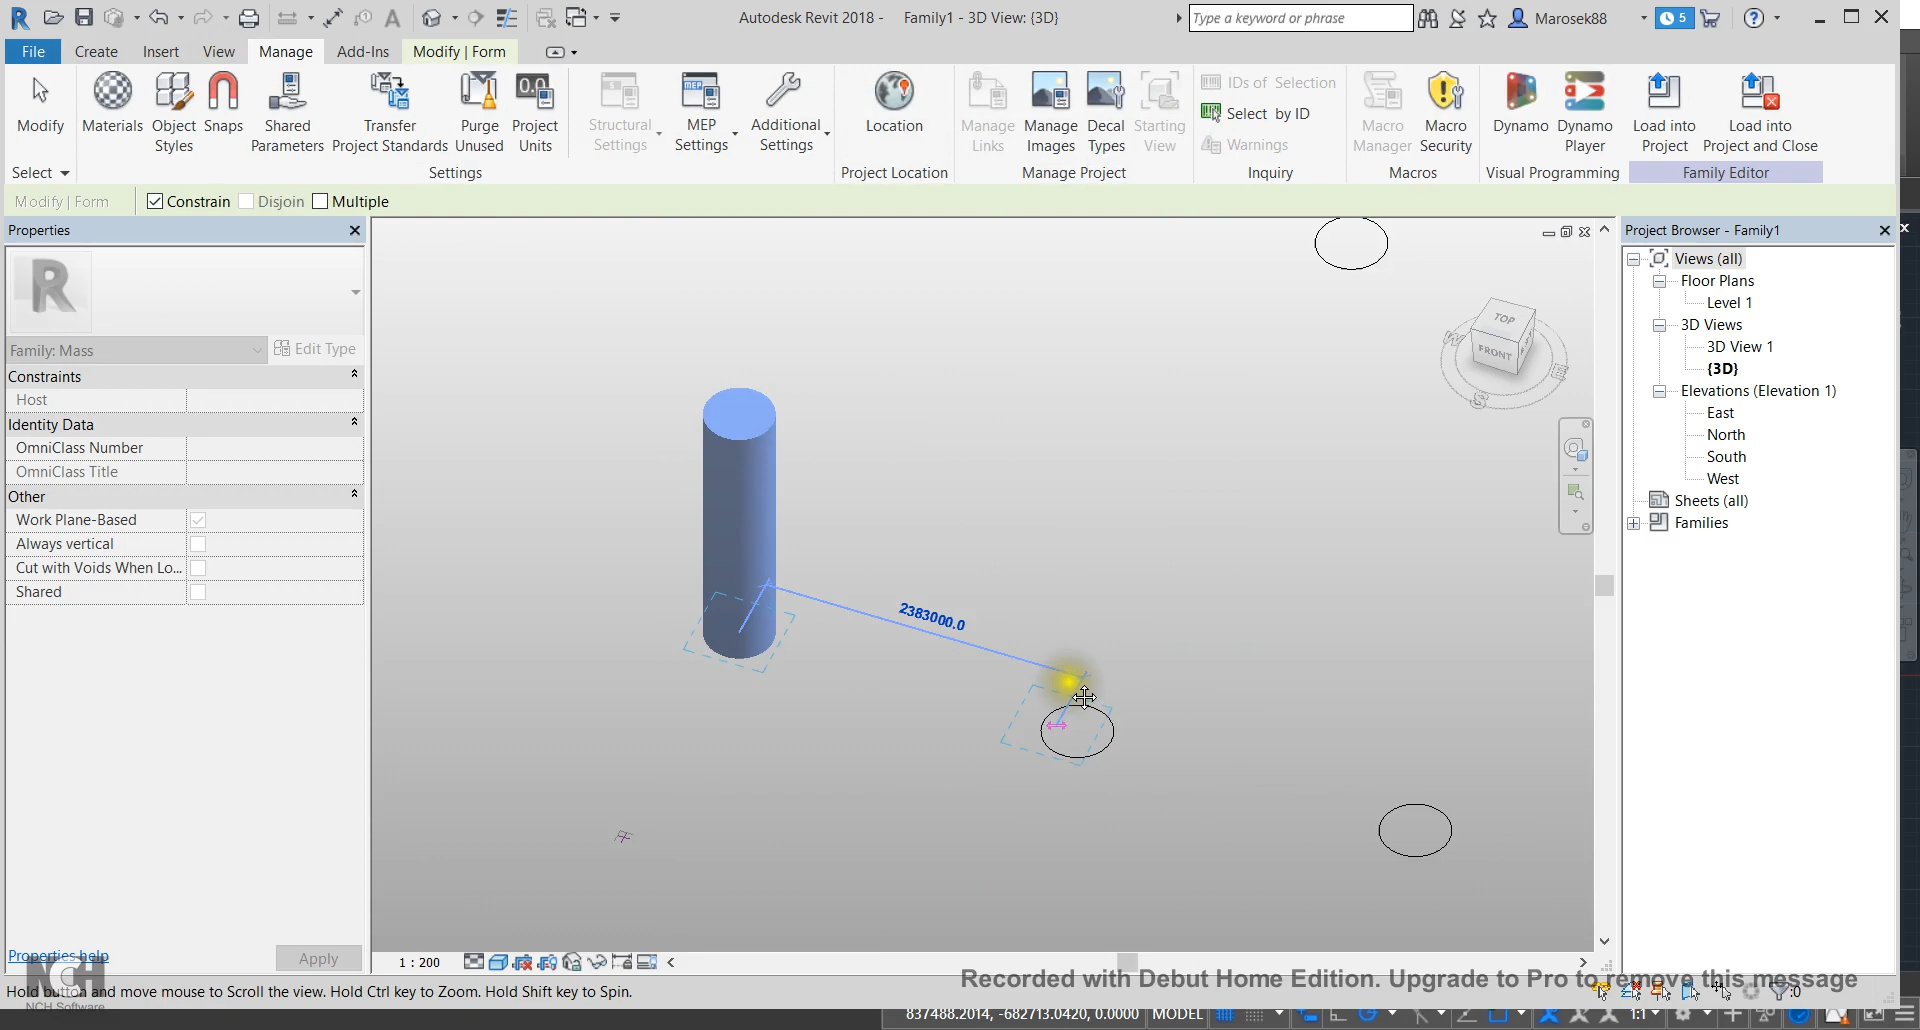 Autodesk Revit 2018 - Family1 - 3D View: {3D}
Type a keyword or phrase
Marosek88
5
File Create Insert View Manage Add-Ins Modify | Form
Modify
Materials
Object Styles
Snaps
Shared Parameters
Transfer Project Standards
Purge Unused
Project Units
Structural Settings
MEP Settings
Additional Settings
Location
Manage Links
Manage Images
Decal Types
Starting View
IDs of Selection
Select by ID
Warnings
Macro Manager
Macro Security
Dynamo
Dynamo Player
Load into Project
Load into Project and Close
Select Settings Project Location Manage Project Inquiry Macros Visual Programming Family Editor
Modify | Form Constrain Disjoin Multiple
Properties
Family: Mass Edit Type
Constraints
Host
Identity Data
OmniClass Number
OmniClass Title
Other
Work Plane-Based
Always vertical
Cut with Voids When Lo...
Shared
Properties help Apply
TOP
FRONT
W
S
2383000.0
Project Browser - Family1
Views (all)
Floor Plans
Level 1
3D Views
3D View 1
{3D}
Elevations (Elevation 1)
East
North
South
West
Sheets (all)
Families
1 : 200
NCH
NCH Software
Recorded with Debut Home Edition. Upgrade to Pro to remove this message
Hold button and move mouse to Scroll the view. Hold Ctrl key to Zoom. Hold Shift key to Spin.
:0
837488.2014, -682713.0420, 0.0000 MODEL 1:1